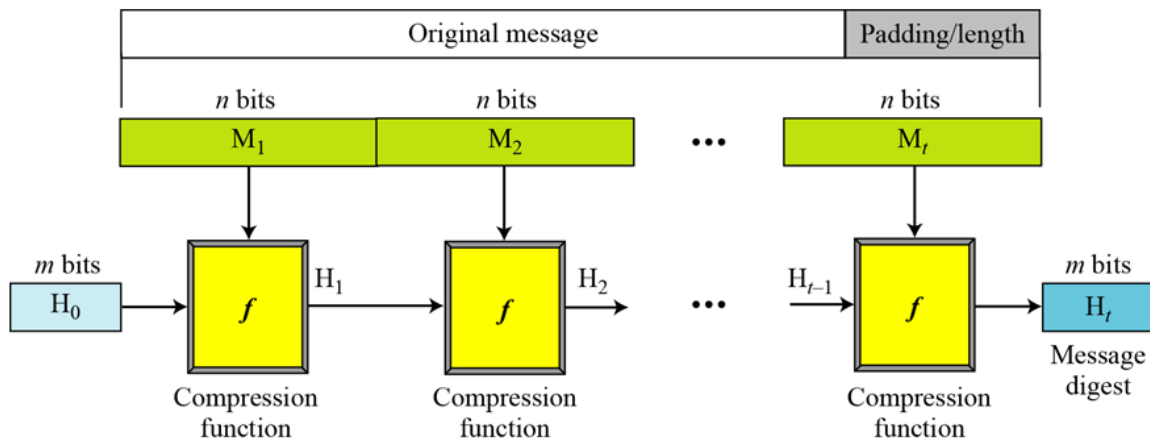 Original message
Padding/length
n bits
n bits
n bits
M₁
M₂
•••
Mₜ
m bits
H₀
f
H₁
f
H₂
•••
Hₜ₋₁
f
m bits
Hₜ
Message
digest
Compression
function
Compression
function
Compression
function